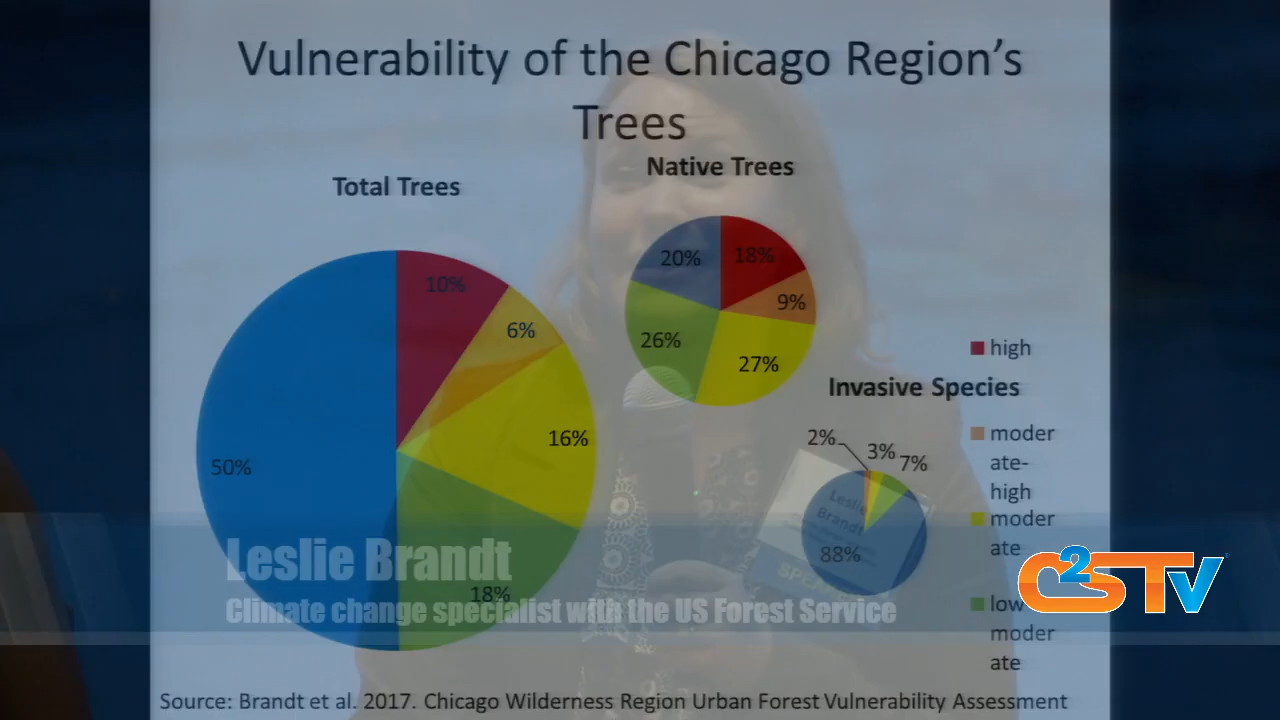 Vulnerability of the Chicago Region's
Trees
Total Trees
Native Trees
10%
6%
16%
18%
50%
18%
9%
27%
26%
20%
high
Invasive Species
moder
ate-
high
moder
ate
low
moder
ate
2%
3%
7%
88%
Leslie
Brandt
SPE
Leslie Brandt
Climate change specialist with the US Forest Service
C2STV
Source: Brandt et al. 2017. Chicago Wilderness Region Urban Forest Vulnerability Assessment